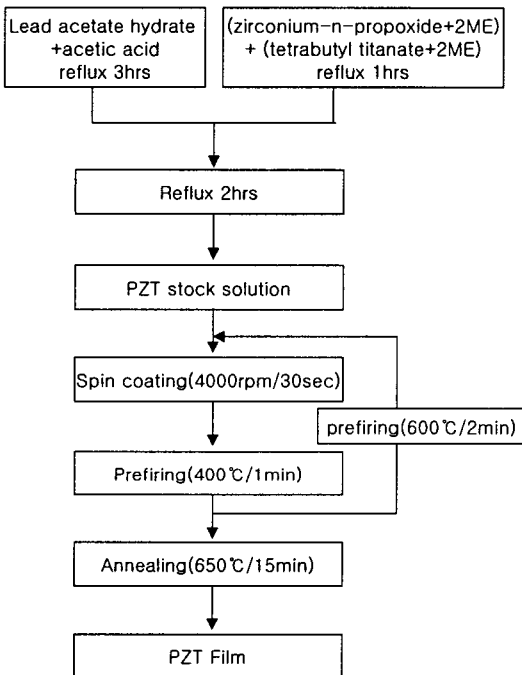 Lead acetate hydrate
+acetic acid
reflux 3hrs
(zirconium-n-propoxide+2ME)
+ (tetrabutyl titanate+2ME)
reflux 1hrs
Reflux 2hrs
PZT stock solution
Spin coating(4000rpm/30sec)
prefiring(600℃/2min)
Prefiring(400℃/1min)
Annealing(650℃/15min)
PZT Film